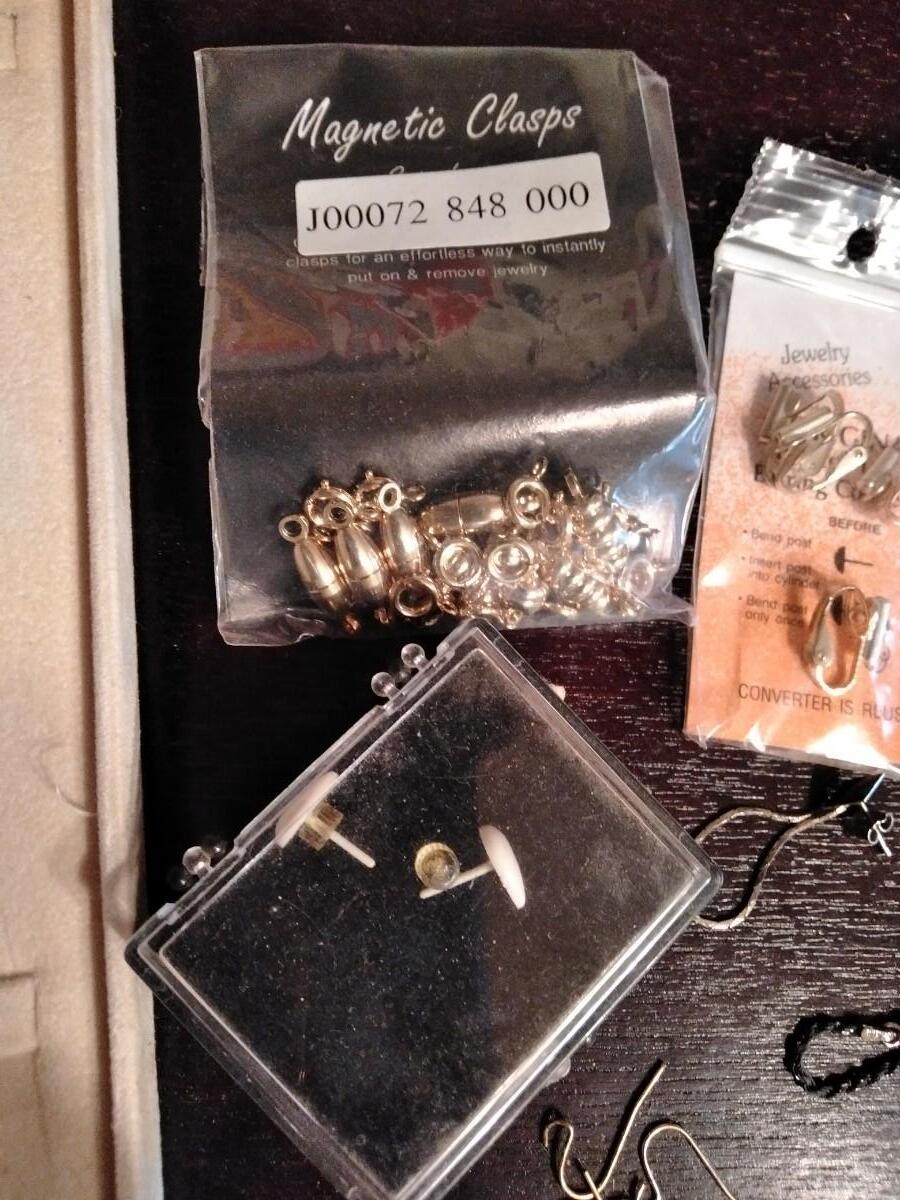 Magnetic Clasps
J00072 848 000
clasps for an effortless way to instantly
put on & remove jewelry
Jewelry
Accessories
BEFORE
• Bend post
• Insert post
into cylinder
• Bend post
only once
CONVERTER IS